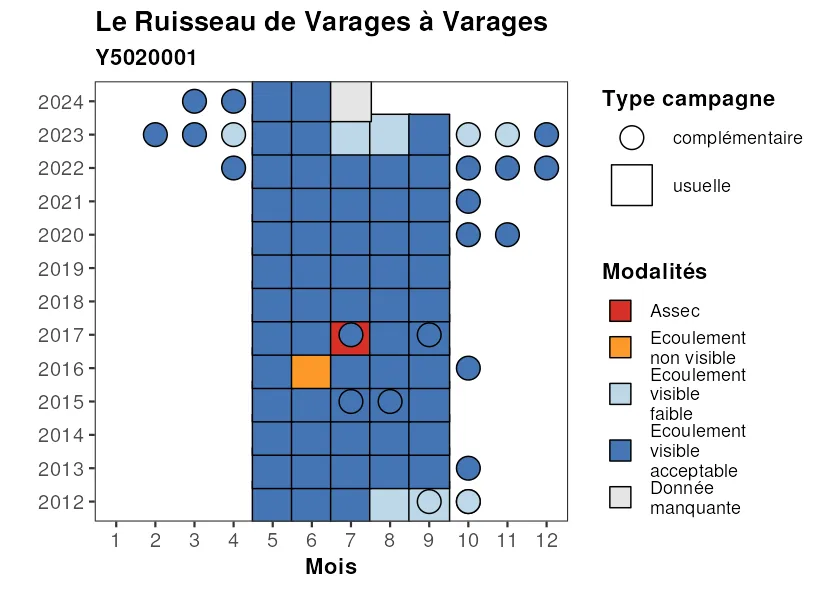 Le Ruisseau de Varages à Varages
Y5020001
2024
2023
2022
2021
2020
2019
2018
2017
2016
2015
2014
2013
2012
1 2 3 4 5 6 7 8 9 10 11 12
Mois
Type campagne
complémentaire
usuelle
Modalités
Assec
Ecoulement
non visible
Ecoulement
visible
faible
Ecoulement
visible
acceptable
Donnée
manquante